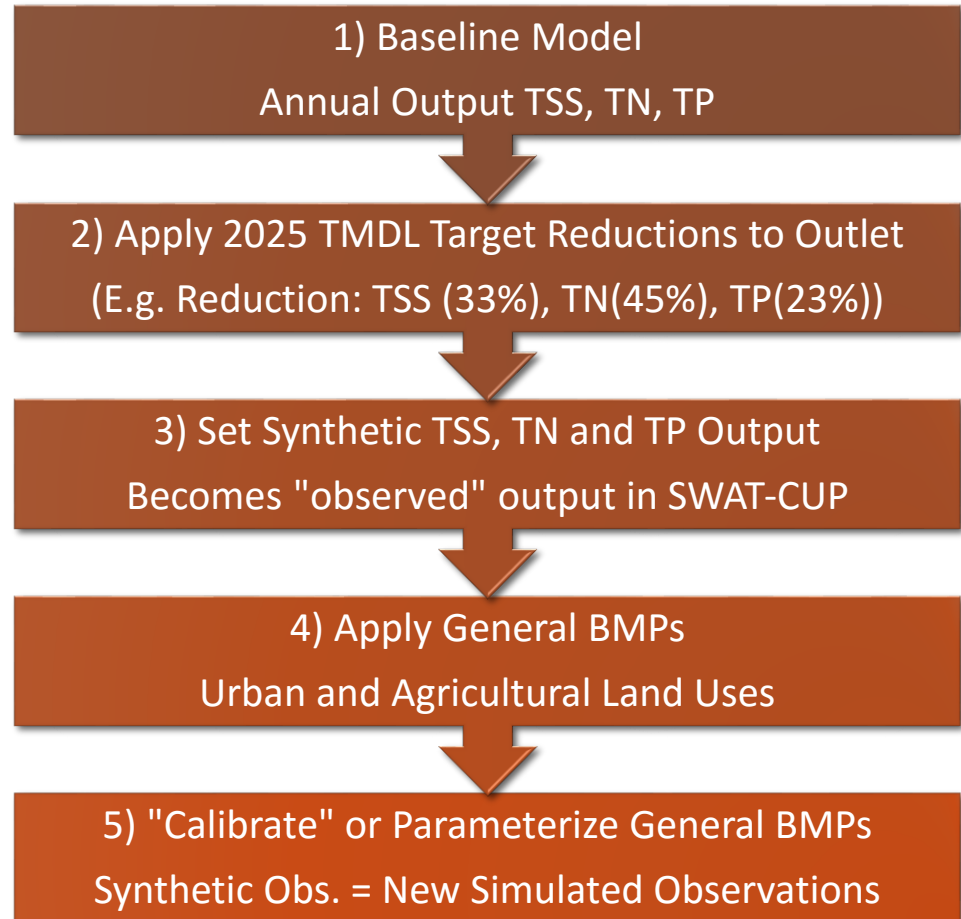 1) Baseline Model
Annual Output TSS, TN, TP
2) Apply 2025 TMDL Target Reductions to Outlet
(E.g. Reduction: TSS (33%), TN(45%), TP(23%))
3) Set Synthetic TSS, TN and TP Output
Becomes "observed" output in SWAT-CUP
4) Apply General BMPs
Urban and Agricultural Land Uses
5) "Calibrate" or Parameterize General BMPs
Synthetic Obs. = New Simulated Observations